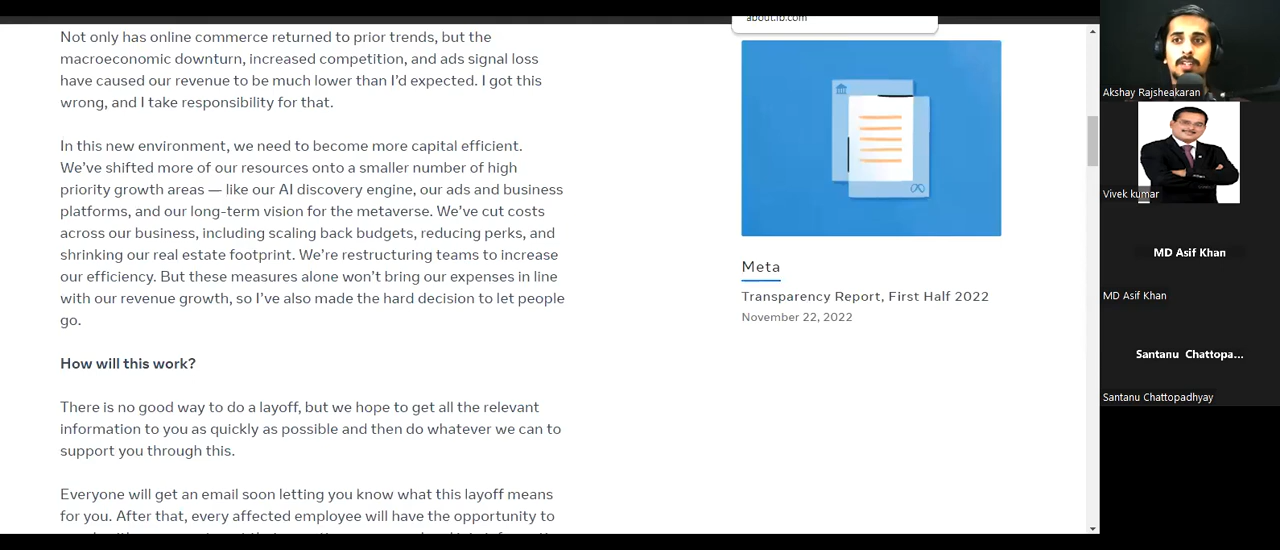 about.fb.com
Not only has online commerce returned to prior trends, but the
macroeconomic downturn, increased competition, and ads signal loss
have caused our revenue to be much lower than I’d expected. I got this
wrong, and I take responsibility for that.
In this new environment, we need to become more capital efficient.
We’ve shifted more of our resources onto a smaller number of high
priority growth areas — like our AI discovery engine, our ads and business
platforms, and our long-term vision for the metaverse. We’ve cut costs
across our business, including scaling back budgets, reducing perks, and
shrinking our real estate footprint. We’re restructuring teams to increase
our efficiency. But these measures alone won’t bring our expenses in line
with our revenue growth, so I’ve also made the hard decision to let people
go.
How will this work?
There is no good way to do a layoff, but we hope to get all the relevant
information to you as quickly as possible and then do whatever we can to
support you through this.
Everyone will get an email soon letting you know what this layoff means
for you. After that, every affected employee will have the opportunity to
Meta
Transparency Report, First Half 2022
November 22, 2022
Akshay Rajsheakaran
Vivek kumar
MD Asif Khan
MD Asif Khan
Santanu Chattopa...
Santanu Chattopadhyay